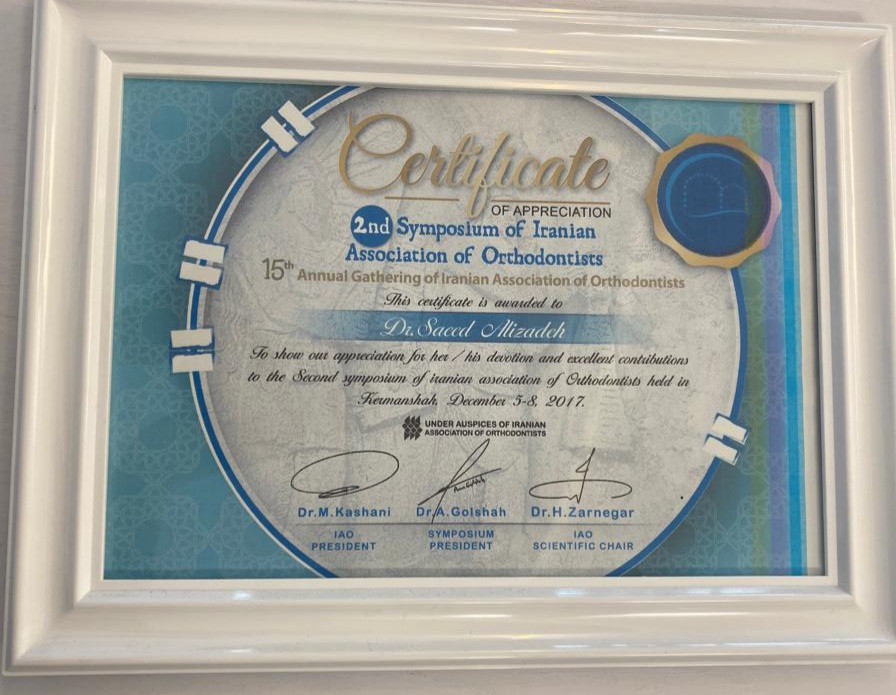 Certificate
OF APPRECIATION
2nd Symposium of Iranian
Association of Orthodontists
15th Annual Gathering of Iranian Association of Orthodontists
This certificate is awarded to
Dr. Saeed Alizadeh
To show our appreciation for her / his devotion and excellent contributions
to the Second symposium of iranian association of Orthodontists held in
Kermanshah, December 5-8, 2017.
UNDER AUSPICES OF IRANIAN
ASSOCIATION OF ORTHODONTISTS
Dr.M.Kashani Dr.A.Golshah Dr.H.Zarnegar
IAO SYMPOSIUM IAO
PRESIDENT PRESIDENT SCIENTIFIC CHAIR